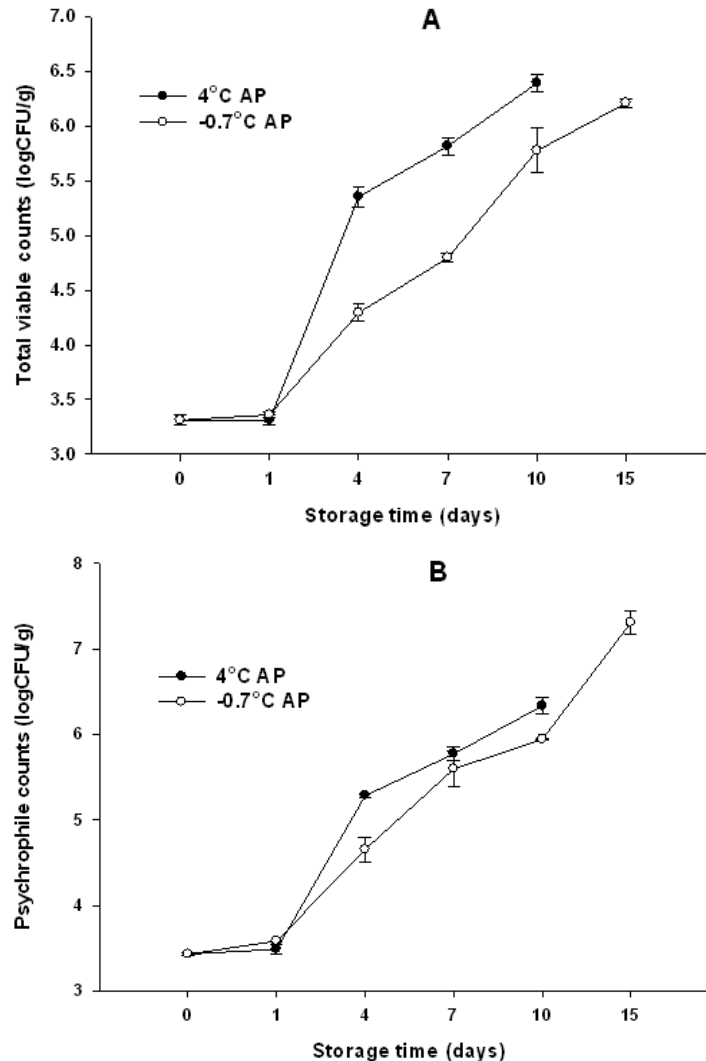 A
Total viable counts (logCFU/g)
7.0
6.5
6.0
5.5
5.0
4.5
4.0
3.5
3.0
4°C AP
-0.7°C AP
0 1 4 7 10 15
Storage time (days)
B
Psychrophile counts (logCFU/g)
8
7
6
5
4
3
4°C AP
-0.7°C AP
0 1 4 7 10 15
Storage time (days)